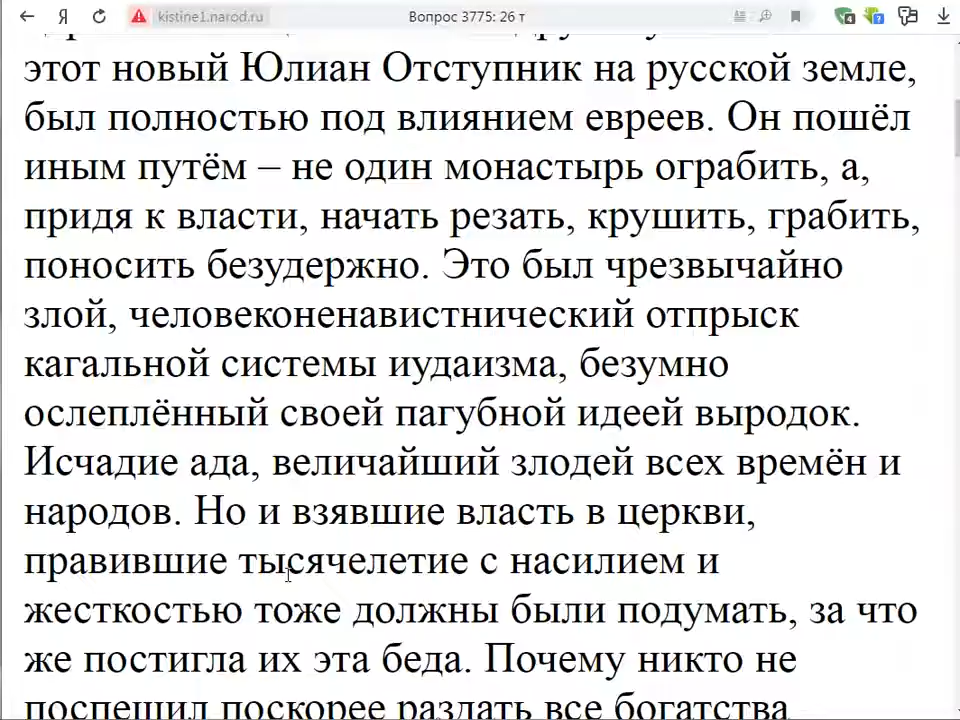 kistine1.narod.ru
Вопрос 3775: 26 т
этот новый Юлиан Отступник на русской земле,
был полностью под влиянием евреев. Он пошёл
иным путём – не один монастырь ограбить, а,
придя к власти, начать резать, крушить, грабить,
поносить безудержно. Это был чрезвычайно
злой, человеконенавистнический отпрыск
кагальной системы иудаизма, безумно
ослеплённый своей пагубной идеей выродок.
Исчадие ада, величайший злодей всех времён и
народов. Но и взявшие власть в церкви,
правившие тысячелетие с насилием и
жесткостью тоже должны были подумать, за что
же постигла их эта беда. Почему никто не
поспешил поскорее раздать все богатства